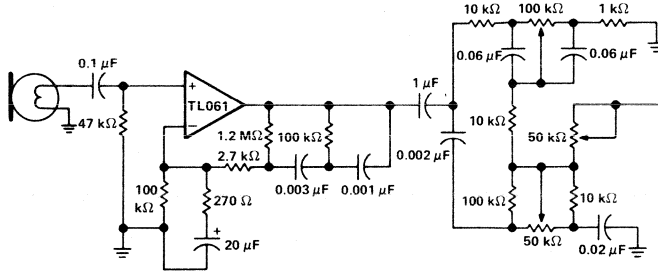 10 kΩ
100 kΩ
1 kΩ
0.1 µF
0.06 µF
0.06 µF
+
TL061
−
1 µF
47 kΩ
1.2 MΩ
100 kΩ
10 kΩ
50 kΩ
2.7 kΩ
0.002 µF
0.003 µF
0.001 µF
100
kΩ
270 Ω
100 kΩ
10 kΩ
+
20 µF
50 kΩ
0.02 µF